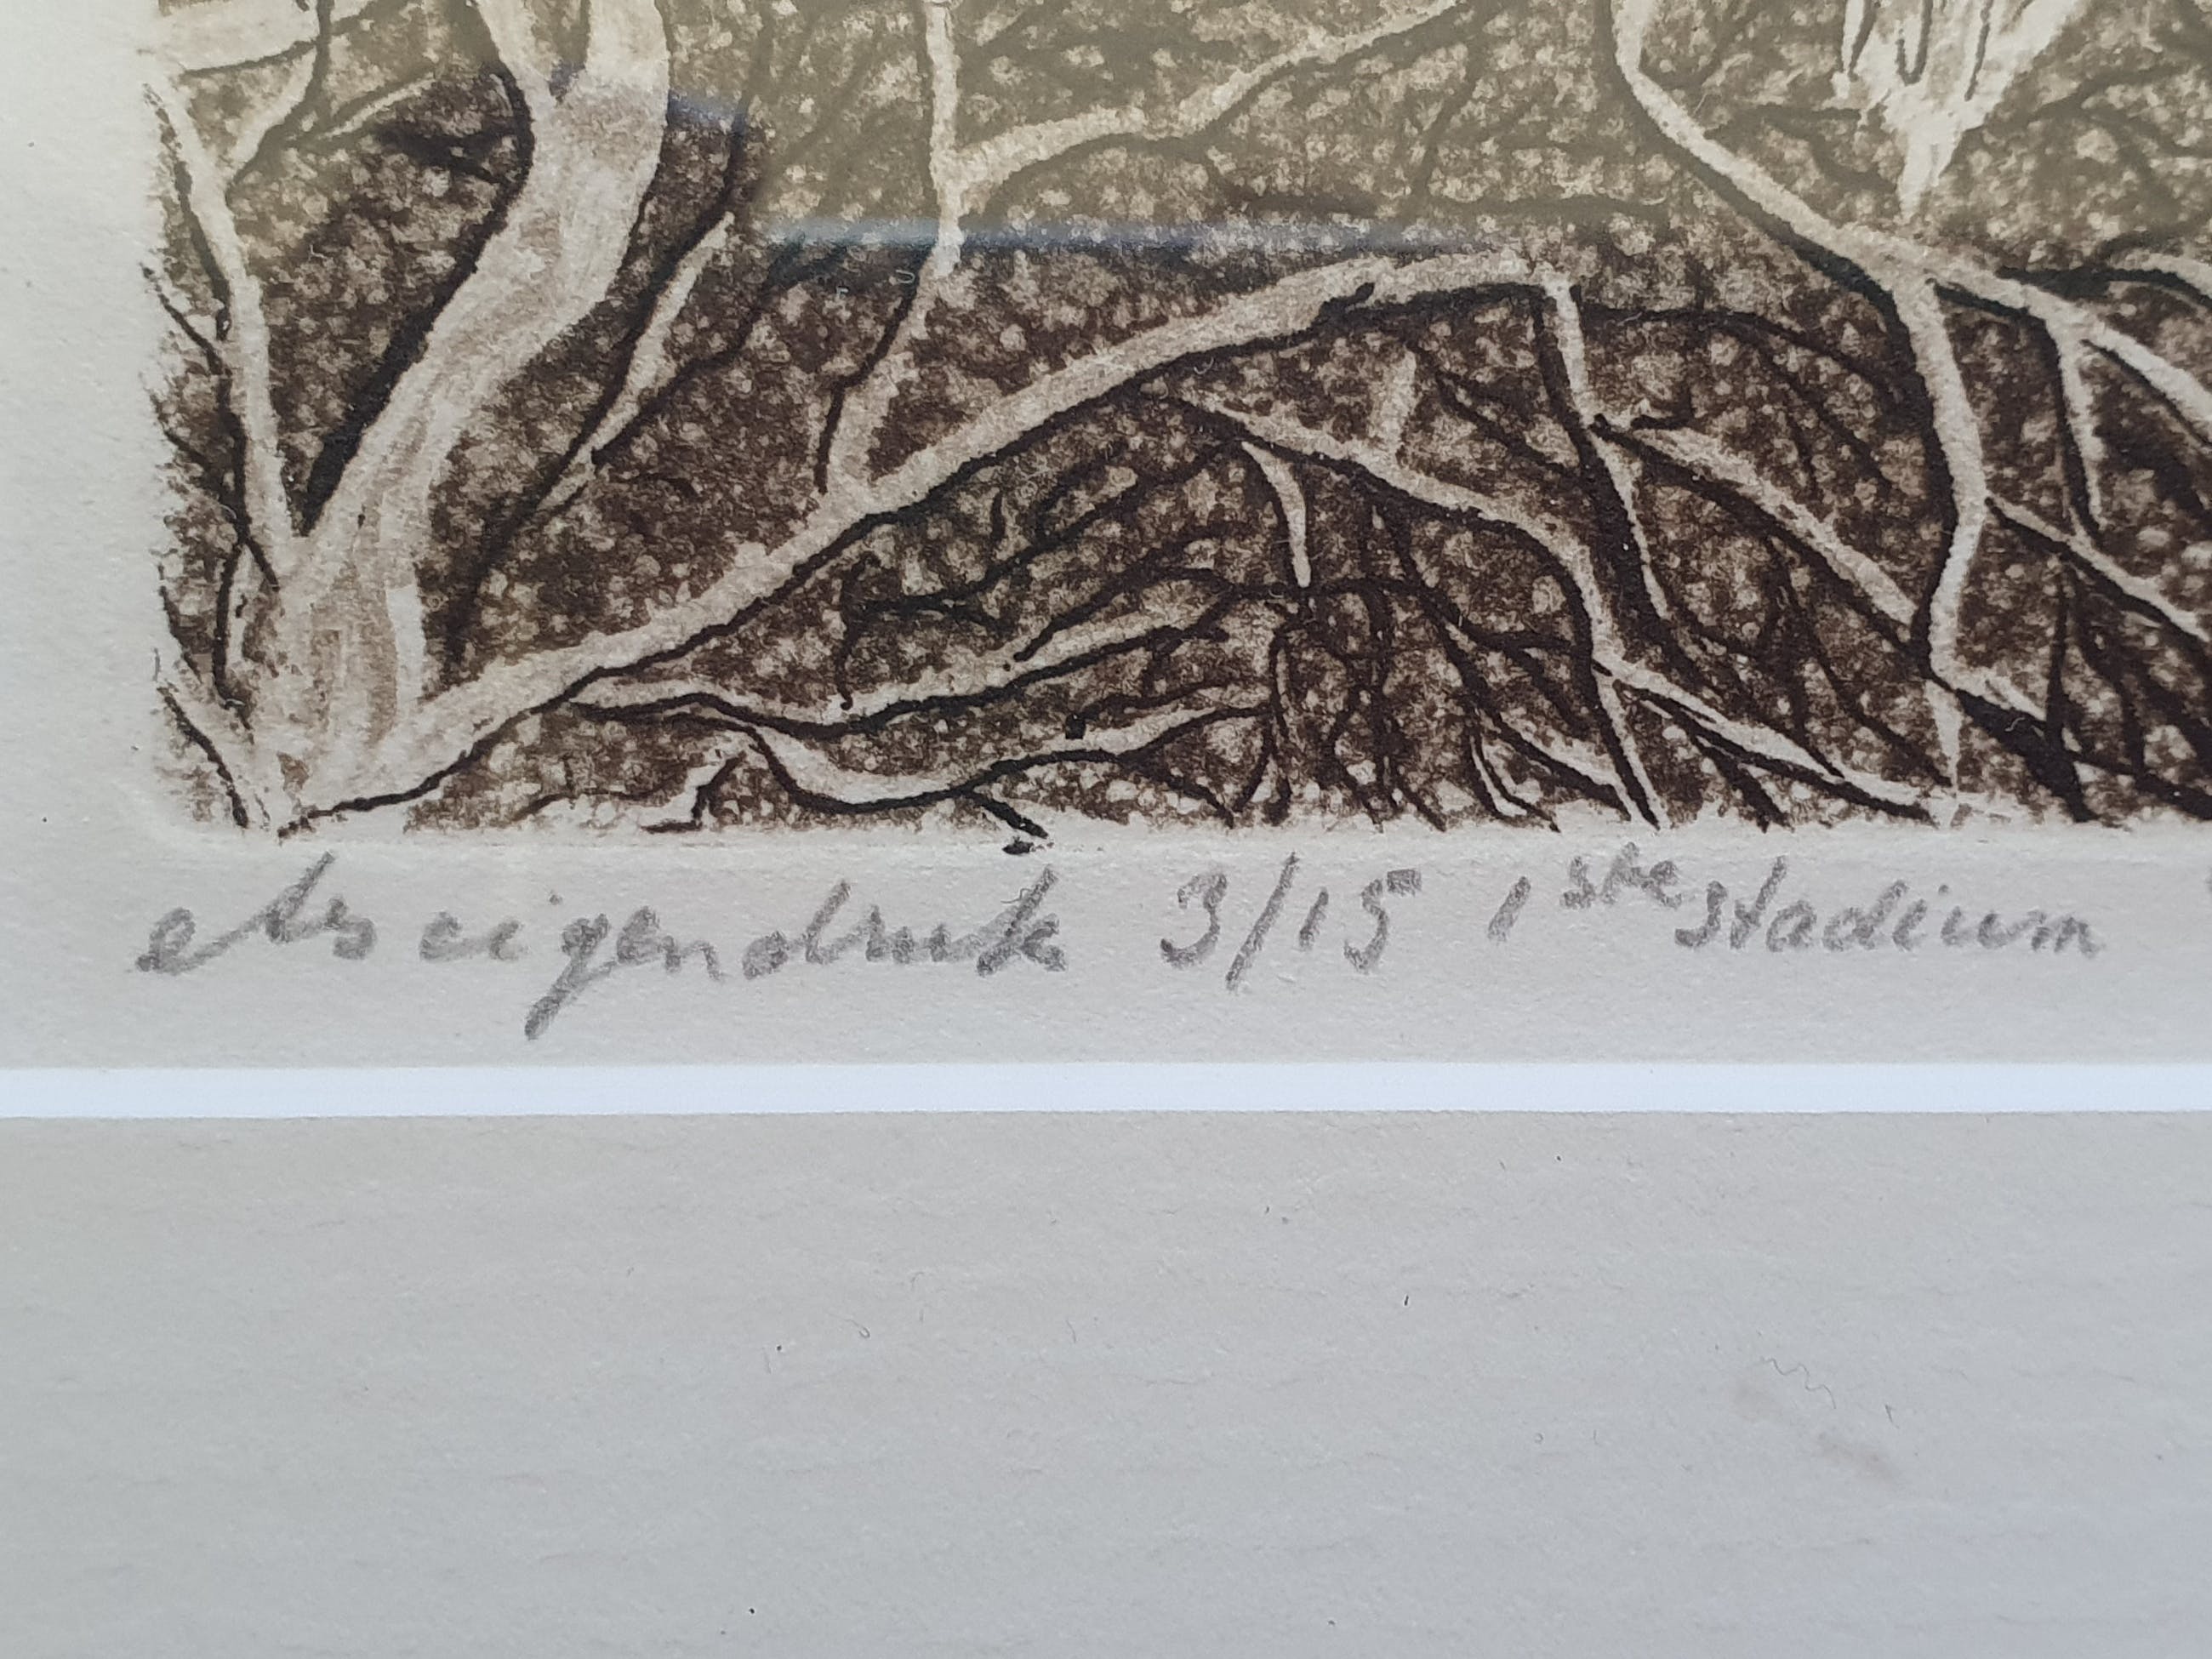 ets eigendruk 3/15 1ste stadium